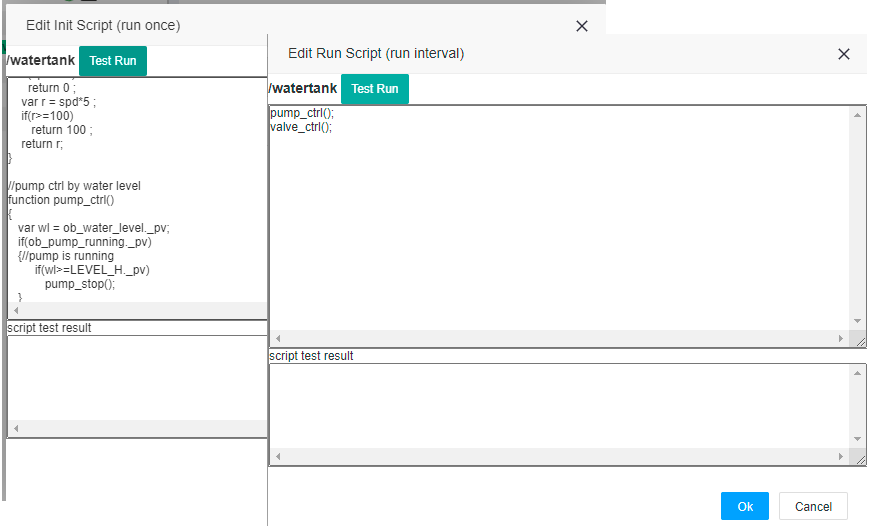 Edit Init Script (run once)
/watertank Test Run
return 0 ;
var r = spd*5 ;
if(r>=100)
return 100 ;
return r;
}
//pump ctrl by water level
function pump_ctrl()
{
var wl = ob_water_level._pv;
if(ob_pump_running._pv)
{//pump is running
if(wl>=LEVEL_H._pv)
pump_stop();
}
script test result
Edit Run Script (run interval)
/watertank Test Run
pump_ctrl();
valve_ctrl();
script test result
Ok Cancel